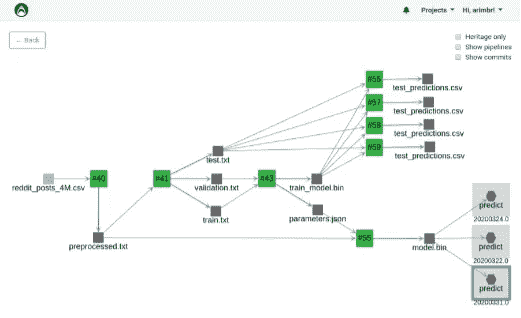 Projects
Hi, arimbr!
← Back
Heritage only
Show pipelines
Show commits
#55
test_predictions.csv
#57
test_predictions.csv
#58
test_predictions.csv
#59
test_predictions.csv
test.txt
reddit_posts_4M.csv
#40
#41
validation.txt
#43
train_model.bin
train.txt
parameters.json
preprocessed.txt
#56
model.bin
predict
20200324.0
predict
20200322.0
predict
20200331.0